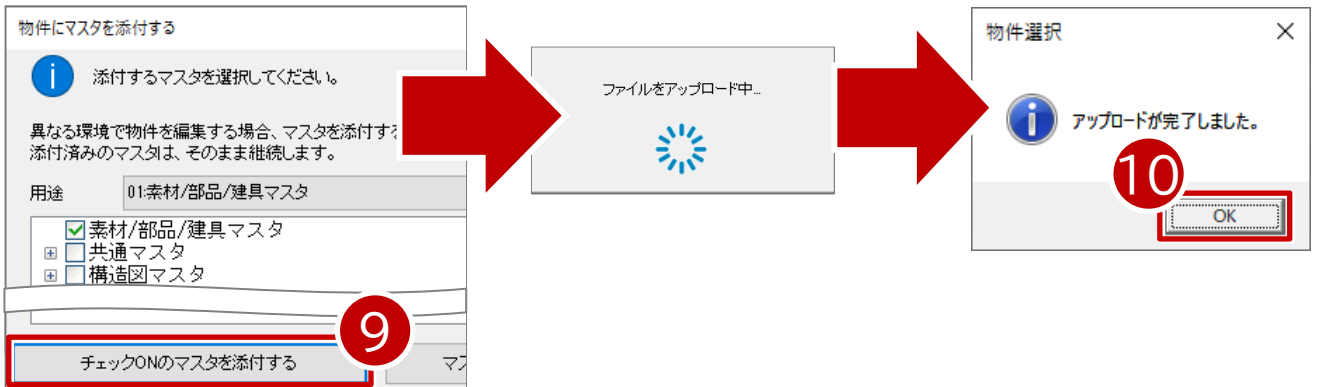 物件にマスタを添付する
i
添付するマスタを選択してください。
異なる環境で物件を編集する場合、マスタを添付する
添付済みのマスタは、そのまま継続します。
用途
01:素材/部品/建具マスタ
素材/部品/建具マスタ
共通マスタ
構造図マスタ
9
チェックONのマスタを添付する
マス
ファイルをアップロード中...
物件選択
i
アップロードが完了しました。
10
OK